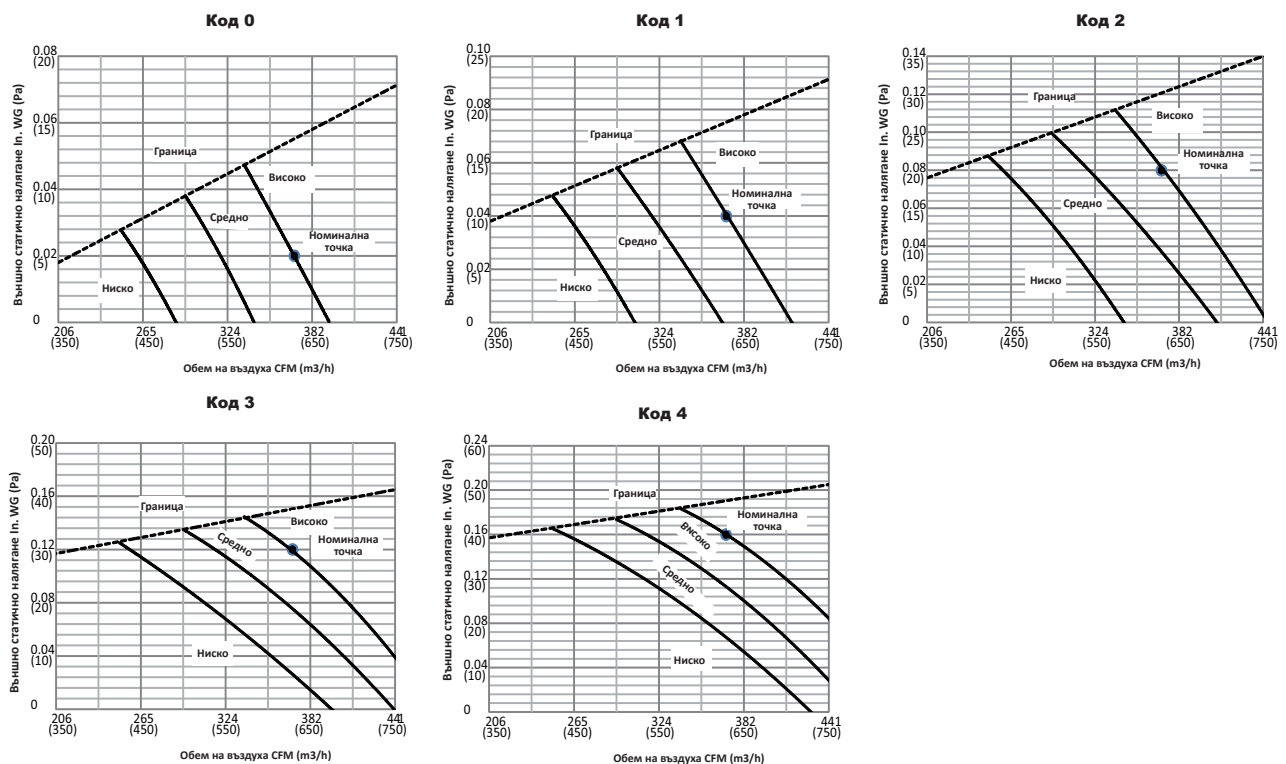 Код 0
Външно статично налягане In. WG (Pa)
0.08
(20)
0.06
(15)
0.04
(10)
0.02
(5)
0
Граница
Високо
Средно
Номинална
точка
Ниско
206
(350)
265
(450)
324
(550)
382
(650)
441
(750)
Обем на въздуха CFM (m3/h)
Код 1
Външно статично налягане In. WG (Pa)
0.10
(25)
0.08
(20)
0.06
(15)
0.04
(10)
0.02
(5)
0
Граница
Високо
Номинална
точка
Средно
Ниско
206
(350)
265
(450)
324
(550)
382
(650)
441
(750)
Обем на въздуха CFM (m3/h)
Код 2
Външно статично налягане In. WG (Pa)
0.14
(35)
0.12
(30)
0.10
(25)
0.08
(20)
0.06
(15)
0.04
(10)
0.02
(5)
0
Граница
Високо
Номинална
точка
Средно
Ниско
206
(350)
265
(450)
324
(550)
382
(650)
441
(750)
Обем на въздуха CFM (m3/h)
Код 3
Външно статично налягане In. WG (Pa)
0.20
(50)
0.16
(40)
0.12
(30)
0.08
(20)
0.04
(10)
0
Граница
Високо
Средно
Номинална
точка
Ниско
206
(350)
265
(450)
324
(550)
382
(650)
441
(750)
Обем на въздуха CFM (m3/h)
Код 4
Външно статично налягане In. WG (Pa)
0.24
(60)
0.20
(50)
0.16
(40)
0.12
(30)
0.08
(20)
0.04
(10)
0
Граница
Номинална
точка
Високо
Средно
Ниско
206
(350)
265
(450)
324
(550)
382
(650)
441
(750)
Обем на въздуха CFM (m3/h)